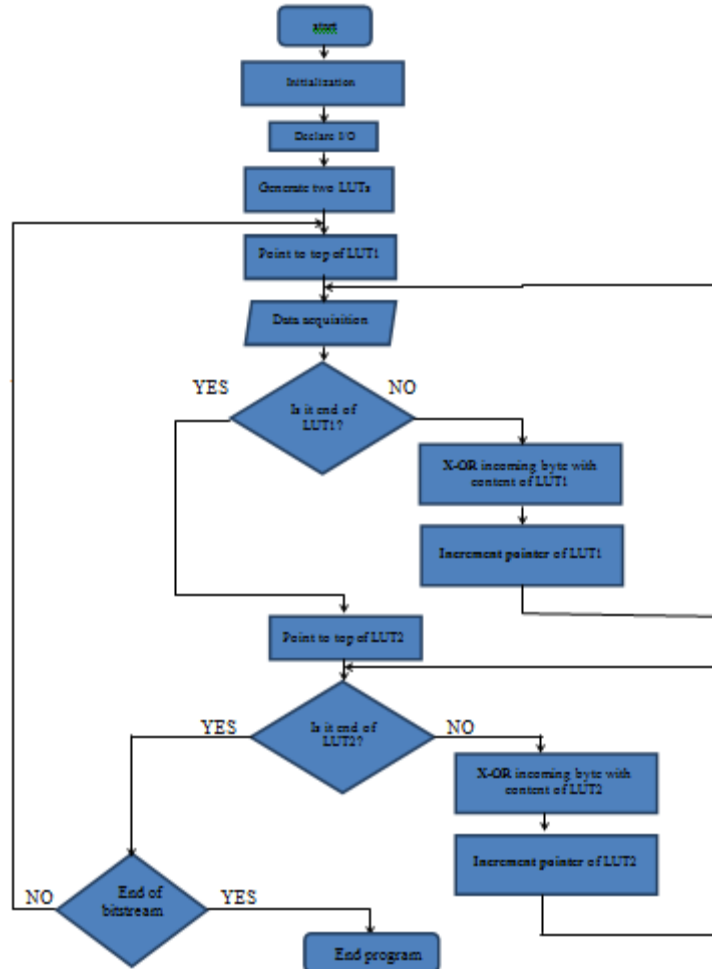 start
Initialization
Declare I/O
Generate two LUTs
Point to top of LUT1
Data acquisition
YES
NO
Is it end of
LUT1?
X-OR incoming byte with
content of LUT1
Increment pointer of LUT1
Point to top of LUT2
YES
NO
Is it end of
LUT2?
X-OR incoming byte with
content of LUT2
Increment pointer of LUT2
NO
End of
bitstream
YES
End program